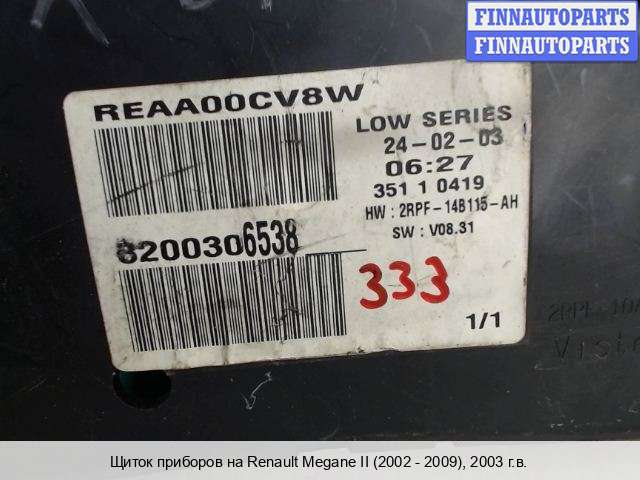 FINNAUTOPARTS
FINNAUTOPARTS
REAA00CV8W
LOW SERIES
24-02-03
06:27
351 1 0419
HW : 2RPF-14B115-AH
SW : V08.31
8200306538
333
1/1
2RPF
Щиток приборов на Renault Megane II (2002 - 2009), 2003 г.в.